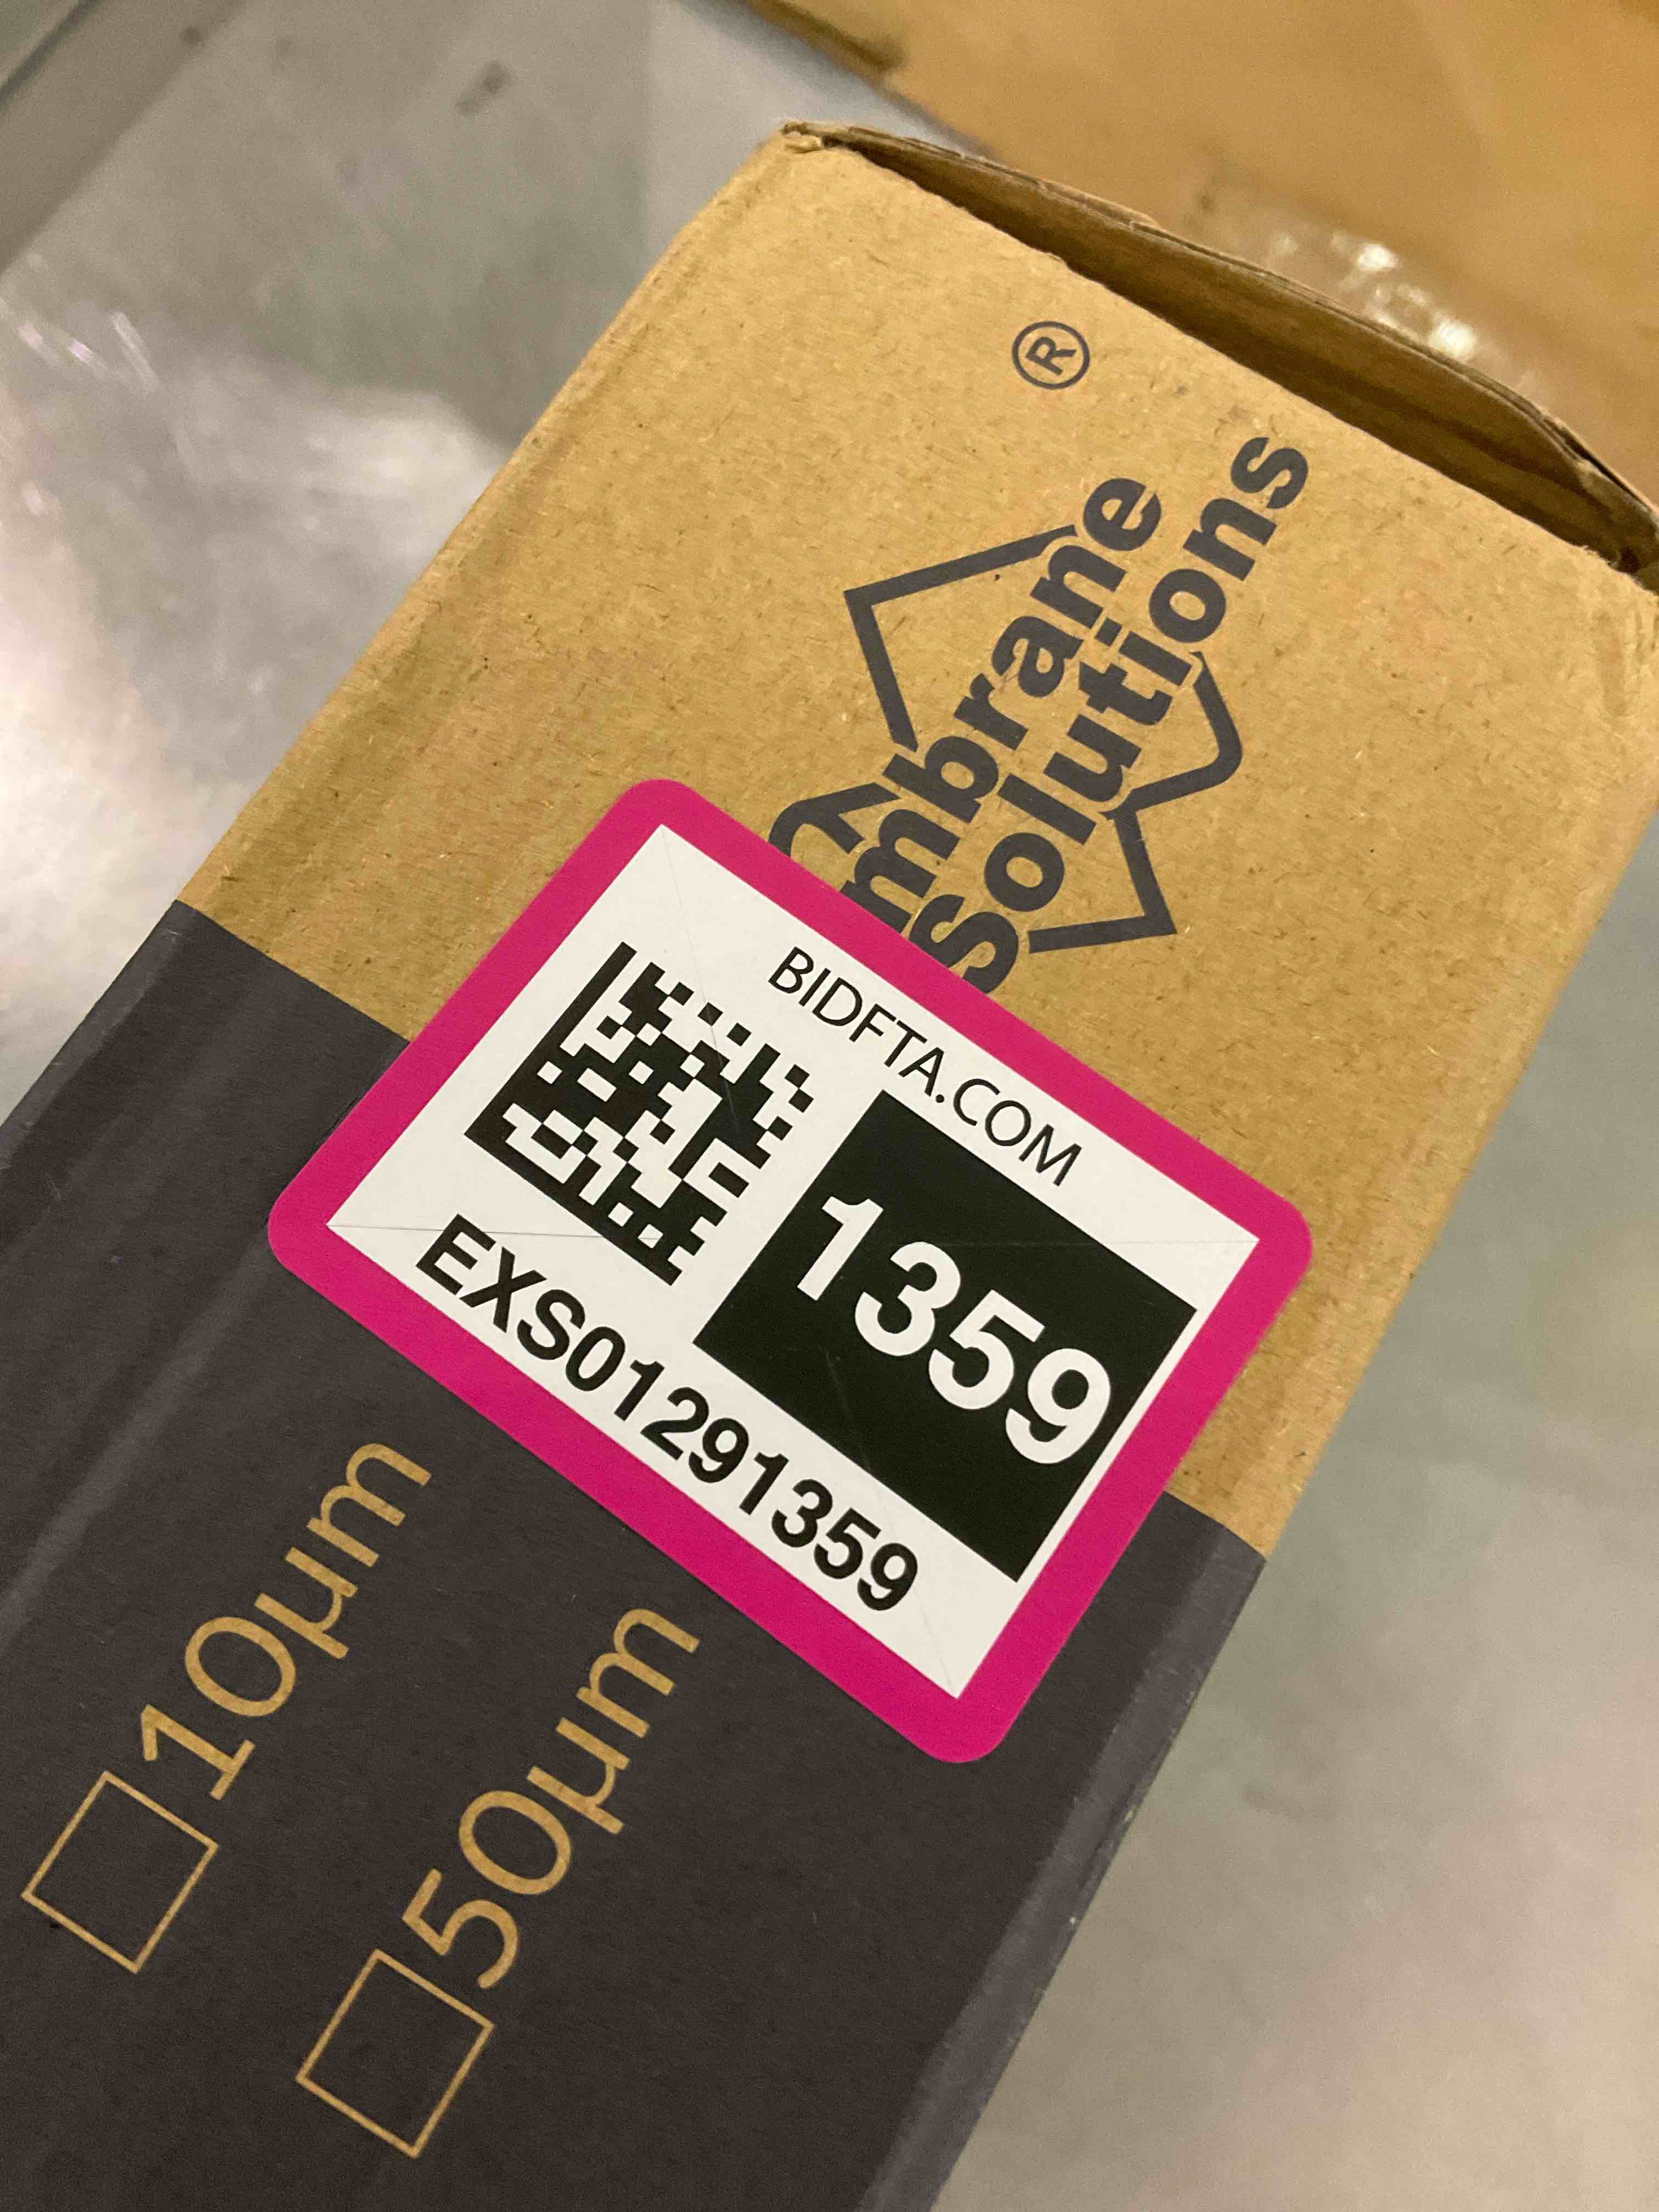 ®
mbrane
Solutions
BIDFTA.COM
1359
EXS01291359
10µm
50µm